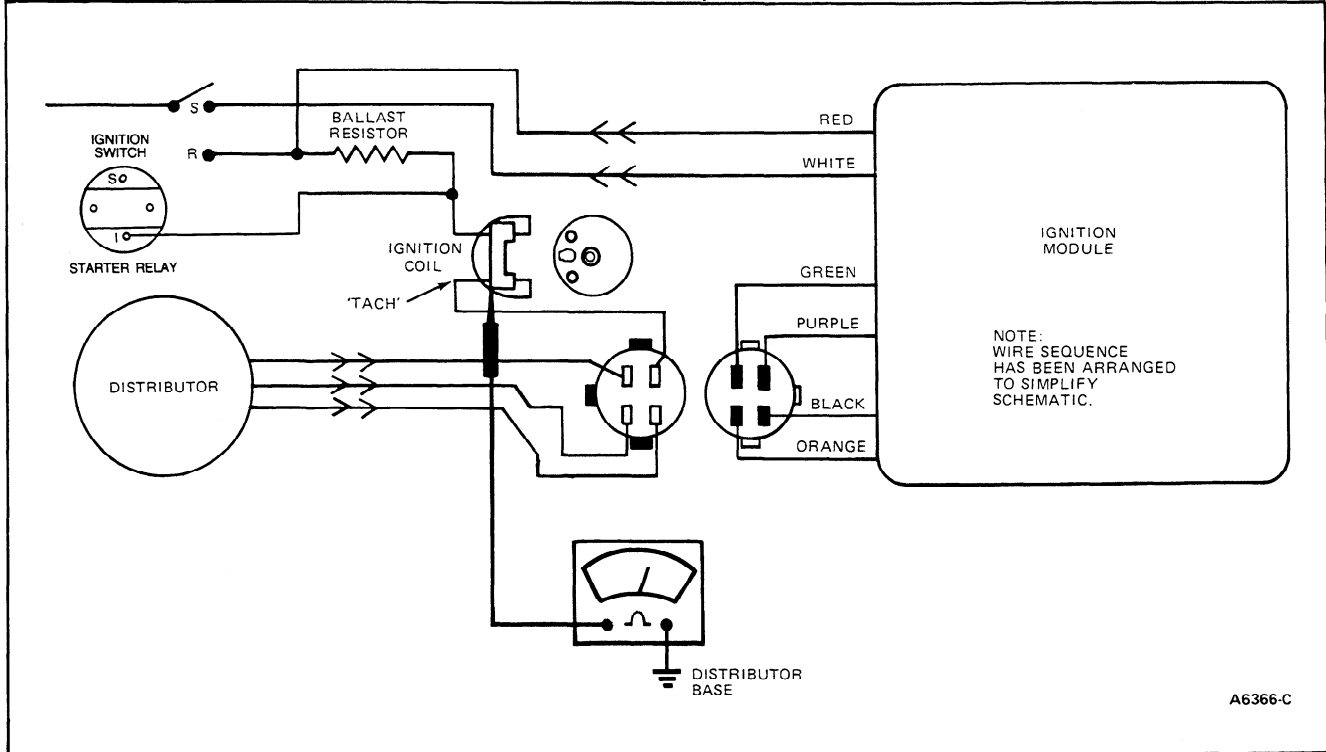 S
BALLAST
RESISTOR
IGNITION
SWITCH
R
S
I
STARTER RELAY
IGNITION
COIL
'TACH'
DISTRIBUTOR
RED
WHITE
GREEN
PURPLE
BLACK
ORANGE
IGNITION
MODULE
NOTE:
WIRE SEQUENCE
HAS BEEN ARRANGED
TO SIMPLIFY
SCHEMATIC.
DISTRIBUTOR
BASE
A6366-C